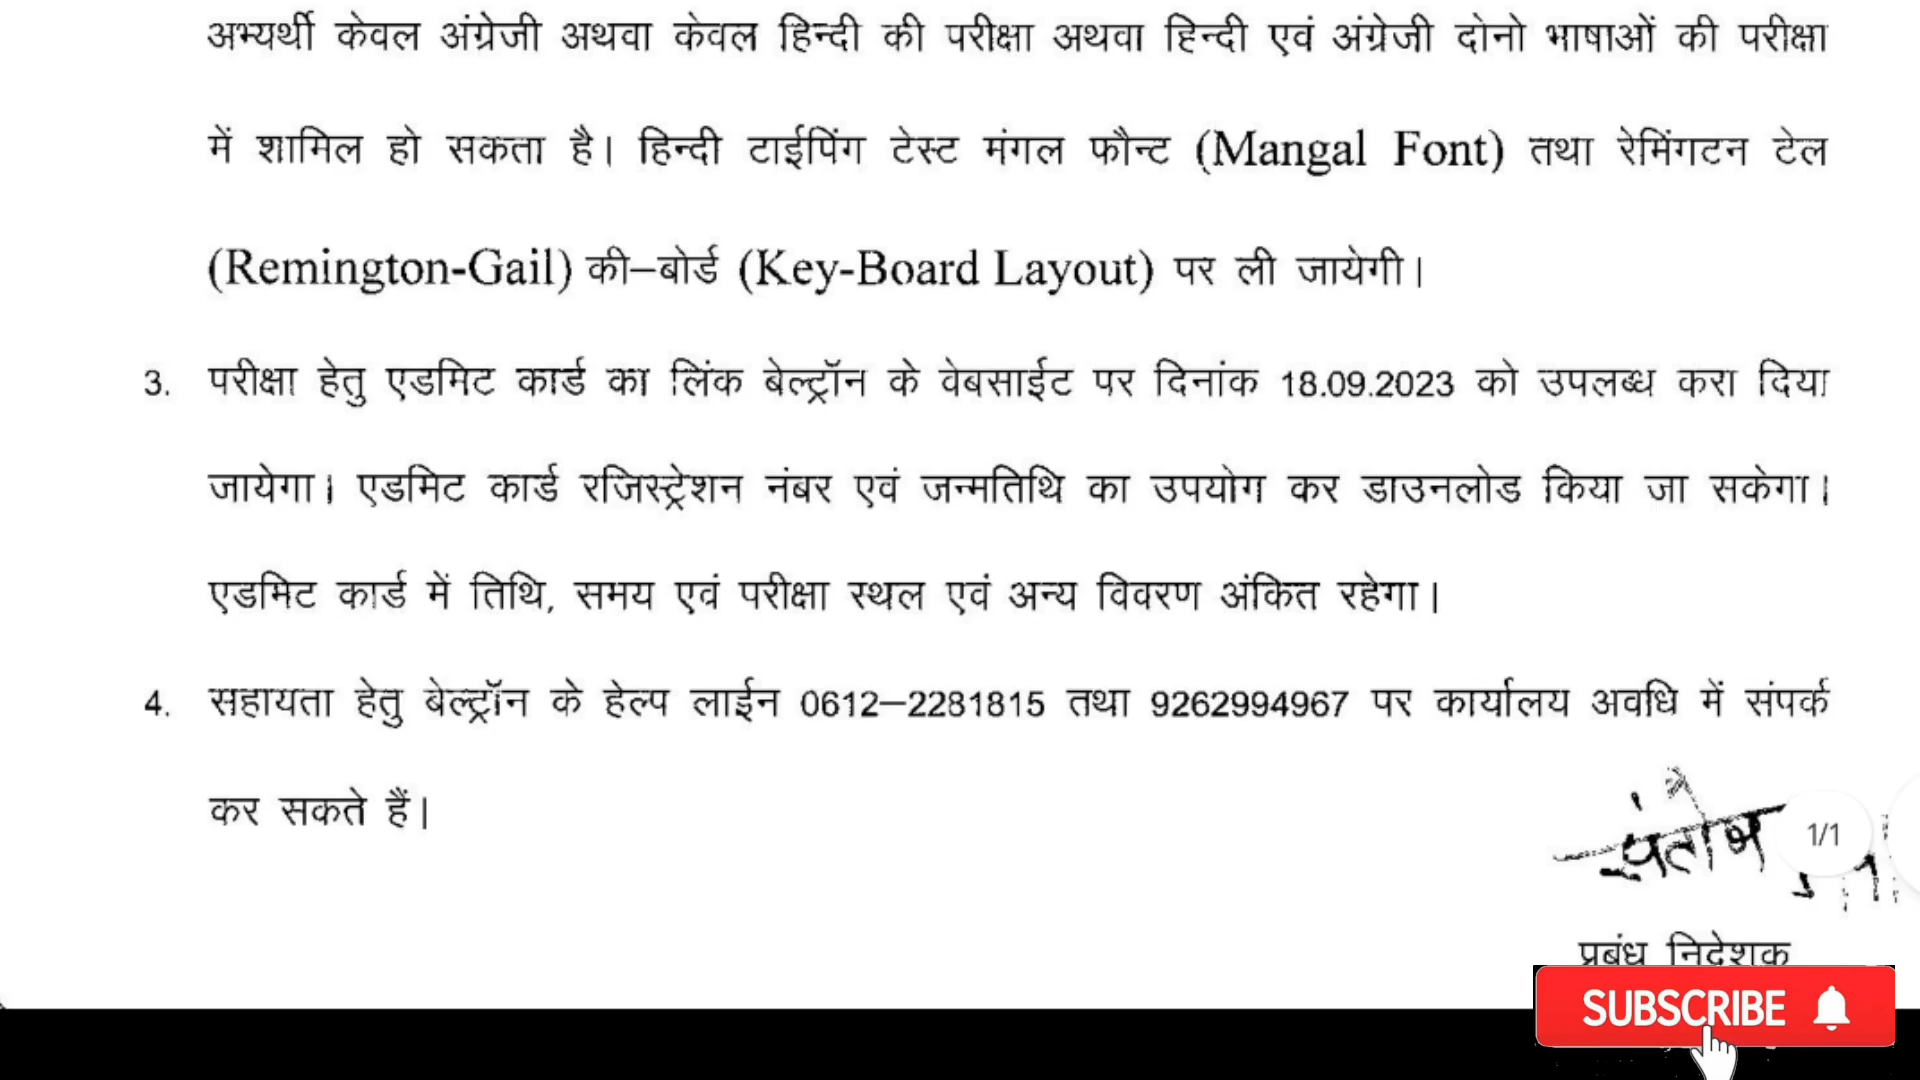 अभ्यर्थी केवल अंग्रेजी अथवा केवल हिन्दी की परीक्षा अथवा हिन्दी एवं अंग्रेजी दोनो भाषाओं की परीक्षा
में शामिल हो सकता है। हिन्दी टाईपिंग टेस्ट मंगल फौन्ट (Mangal Font) तथा रेमिंगटन टेल
(Remington-Gail) की–बोर्ड (Key-Board Layout) पर ली जायेगी।
3. परीक्षा हेतु एडमिट कार्ड का लिंक बेल्ट्रॉन के वेबसाईट पर दिनांक 18.09.2023 को उपलब्ध करा दिया
जायेगा। एडमिट कार्ड रजिस्ट्रेशन नंबर एवं जन्मतिथि का उपयोग कर डाउनलोड किया जा सकेगा।
एडमिट कार्ड में तिथि, समय एवं परीक्षा स्थल एवं अन्य विवरण अंकित रहेगा।
4. सहायता हेतु बेल्ट्रॉन के हेल्प लाईन 0612–2281815 तथा 9262994967 पर कार्यालय अवधि में संपर्क
कर सकते हैं।
1/1
प्रबंध निदेशक
SUBSCRIBE